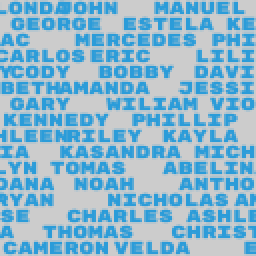 LONDA JOHN MANUEL
GEORGE ESTELA KE
AC MERCEDES PHI
CARLOS ERIC LILI
Y CODY BOBBY DAVI
BETH AMANDA JESSI
GARY WILIAM VIO
KENNEDY PHILLIP
HLEEN RILEY KAYLA
IA KASANDRA MICH
LYN TOMAS ABELIN
DANA NOAH ANTHO
RYAN NICHOLAS AN
SE CHARLES ASHLE
A THOMAS CHRIST
CAMERON VELDA E